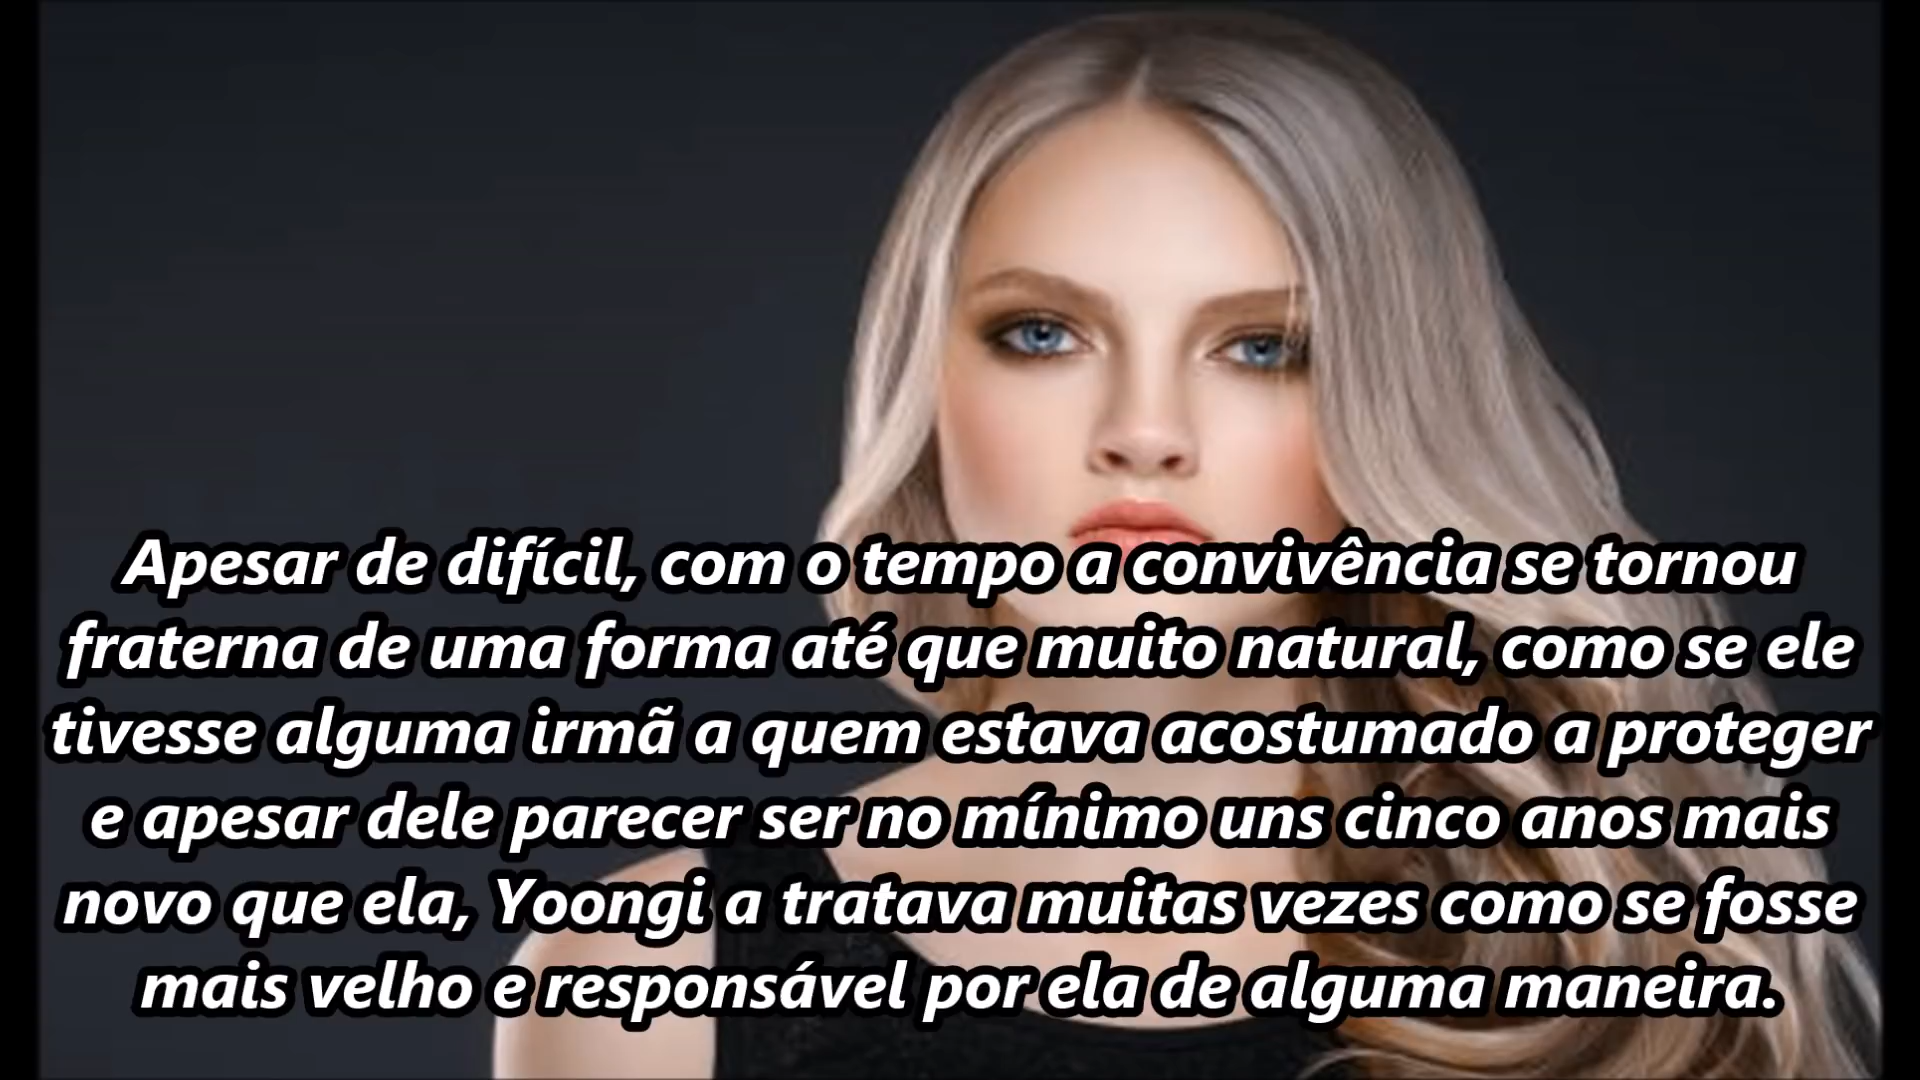 Apesar de difícil, com o tempo a convivência se tornou
fraterna de uma forma até que muito natural, como se ele
tivesse alguma irmã a quem estava acostumado a proteger
e apesar dele parecer ser no mínimo uns cinco anos mais
novo que ela, Yoongi a tratava muitas vezes como se fosse
mais velho e responsável por ela de alguma maneira.